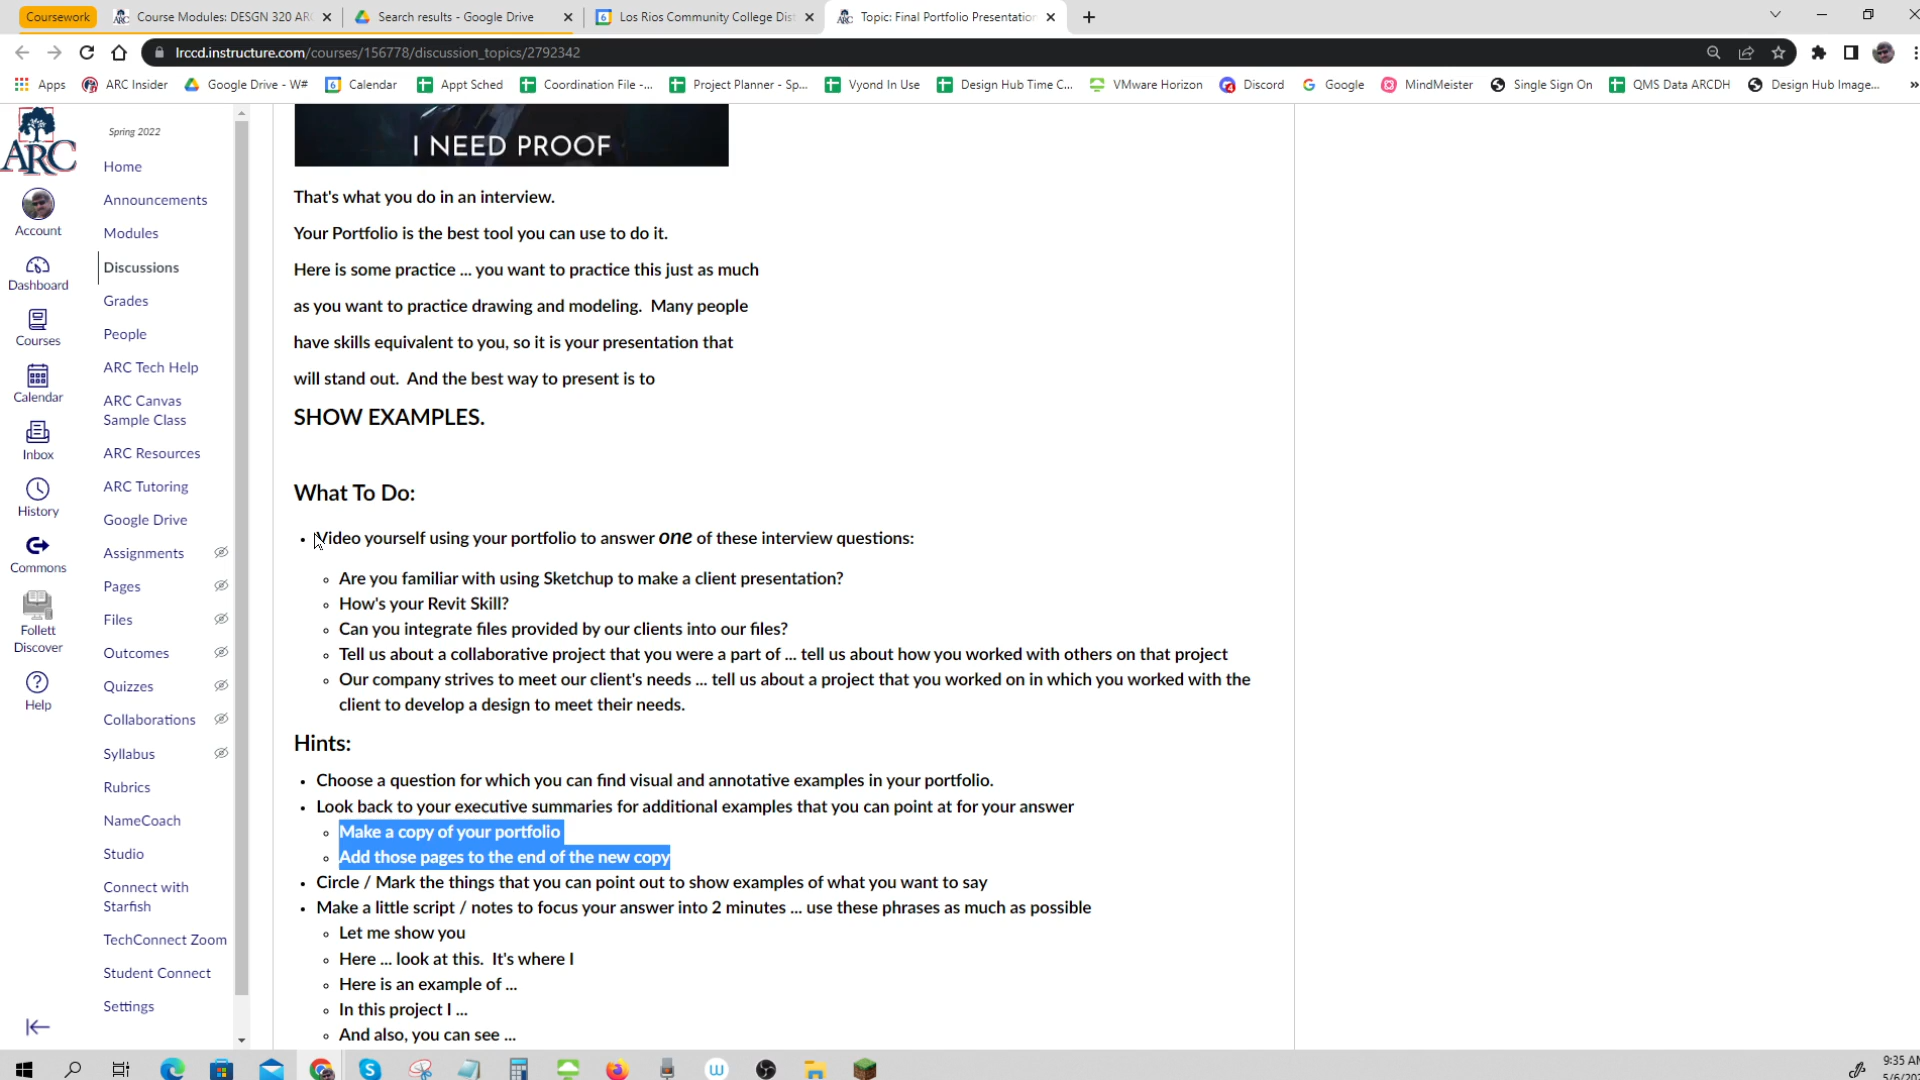 Coursework
Course Modules: DESGN 320 AR
Search results - Google Drive
Los Rios Community College Dis
Topic: Final Portfolio Presentation
lrccd.instructure.com/courses/156778/discussion_topics/2792342
Apps
ARC Insider
Google Drive - W#
Calendar
Appt Sched
Coordination File -...
Project Planner - Sp...
Vyond In Use
Design Hub Time C...
VMware Horizon
Discord
Google
MindMeister
Single Sign On
QMS Data ARCDH
Design Hub Image...
»
ARC
Account
Dashboard
Courses
Calendar
Inbox
History
Commons
Follett
Discover
Help
Spring 2022
Home
Announcements
Modules
Discussions
Grades
People
ARC Tech Help
ARC Canvas
Sample Class
ARC Resources
ARC Tutoring
Google Drive
Assignments
Pages
Files
Outcomes
Quizzes
Collaborations
Syllabus
Rubrics
NameCoach
Studio
Connect with
Starfish
TechConnect Zoom
Student Connect
Settings
I NEED PROOF
That's what you do in an interview.
Your Portfolio is the best tool you can use to do it.
Here is some practice ... you want to practice this just as much
as you want to practice drawing and modeling.  Many people
have skills equivalent to you, so it is your presentation that
will stand out.  And the best way to present is to
SHOW EXAMPLES.
What To Do:
• Video yourself using your portfolio to answer one of these interview questions:
◦ Are you familiar with using Sketchup to make a client presentation?
◦ How's your Revit Skill?
◦ Can you integrate files provided by our clients into our files?
◦ Tell us about a collaborative project that you were a part of ... tell us about how you worked with others on that project
◦ Our company strives to meet our client's needs ... tell us about a project that you worked on in which you worked with the
client to develop a design to meet their needs.
Hints:
• Choose a question for which you can find visual and annotative examples in your portfolio.
• Look back to your executive summaries for additional examples that you can point at for your answer
◦ Make a copy of your portfolio
◦ Add those pages to the end of the new copy
• Circle / Mark the things that you can point out to show examples of what you want to say
• Make a little script / notes to focus your answer into 2 minutes ... use these phrases as much as possible
◦ Let me show you
◦ Here ... look at this.  It's where I
◦ Here is an example of ...
◦ In this project I ...
◦ And also, you can see ...
9:35 AM